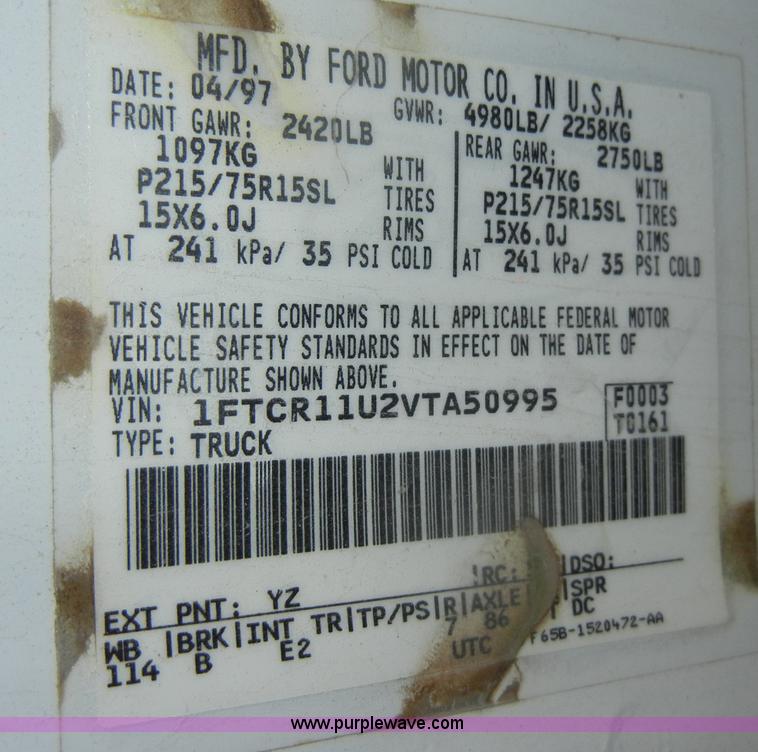 MFD. BY FORD MOTOR CO. IN U.S.A.
DATE: 04/97 GVWR: 4980LB/ 2258KG
FRONT GAWR: 2420LB
1097KG WITH
P215/75R15SL TIRES
15X6.0J RIMS
AT 241 kPa/ 35 PSI COLD
REAR GAWR: 2750LB
1247KG WITH
P215/75R15SL TIRES
15X6.0J RIMS
AT 241 kPa/ 35 PSI COLD
THIS VEHICLE CONFORMS TO ALL APPLICABLE FEDERAL MOTOR
VEHICLE SAFETY STANDARDS IN EFFECT ON THE DATE OF
MANUFACTURE SHOWN ABOVE.
VIN: 1FTCR11U2VTA50995 F0003
TYPE: TRUCK T0161
EXT PNT: YZ |RC: |DSO:
WB |BRK|INT TR|TP/PS|R|AXLE |SPR
114 B E2 7 86 DC
UTC F65B-1520472-AA
www.purplewave.com